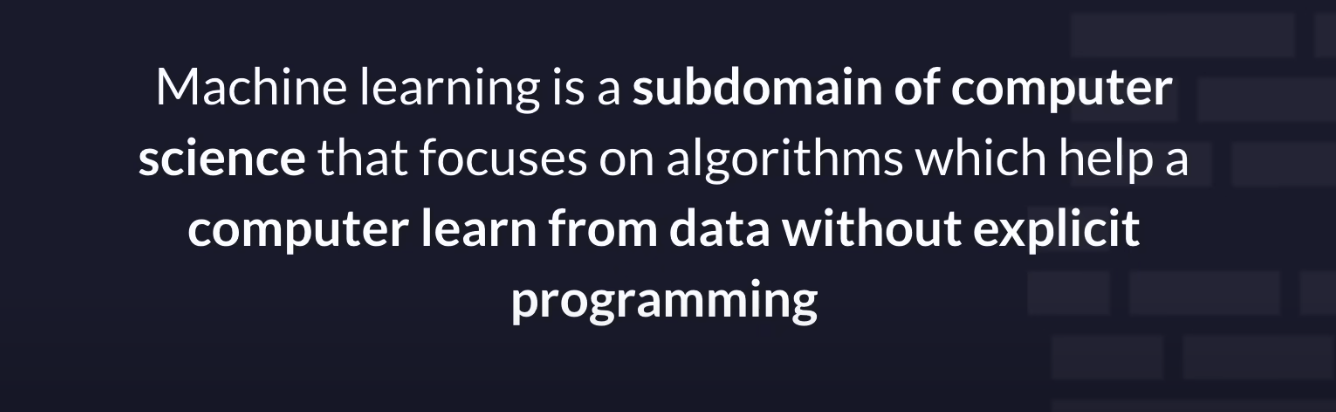 Machine learning is a subdomain of computer
science that focuses on algorithms which help a
computer learn from data without explicit
programming